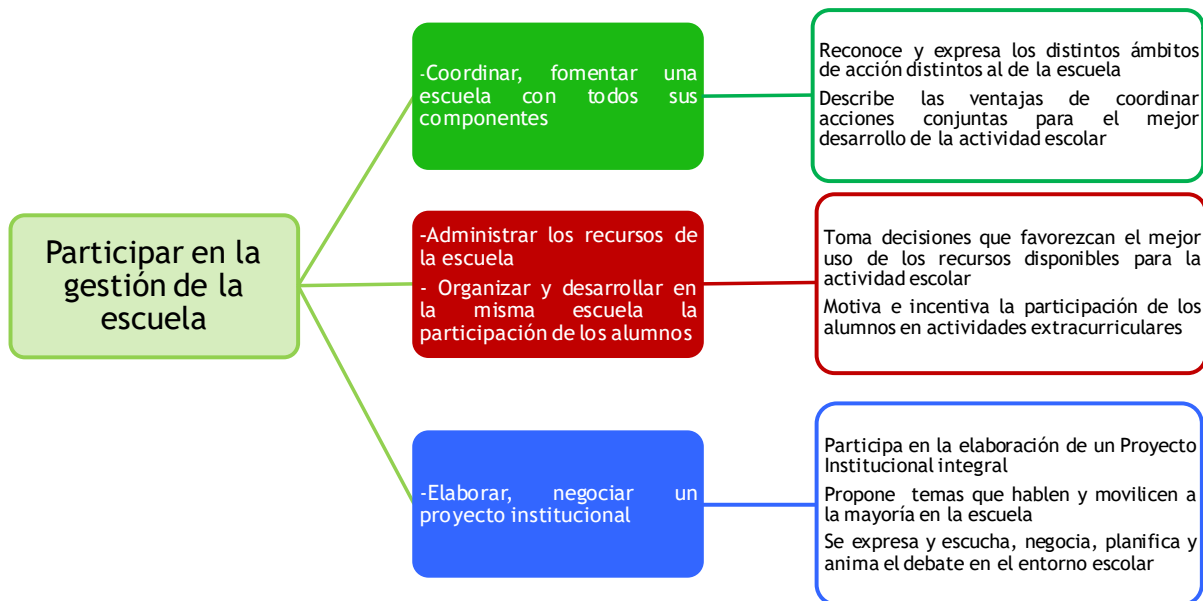 Participar en la
gestión de la
escuela
-Coordinar, fomentar una
escuela con todos sus
componentes
Reconoce y expresa los distintos ámbitos
de acción distintos al de la escuela
Describe las ventajas de coordinar
acciones conjuntas para el mejor
desarrollo de la actividad escolar
-Administrar los recursos de
la escuela
- Organizar y desarrollar en
la misma escuela la
participación de los alumnos
Toma decisiones que favorezcan el mejor
uso de los recursos disponibles para la
actividad escolar
Motiva e incentiva la participación de los
alumnos en actividades extracurriculares
-Elaborar, negociar un
proyecto institucional
Participa en la elaboración de un Proyecto
Institucional integral
Propone temas que hablen y movilicen a
la mayoría en la escuela
Se expresa y escucha, negocia, planifica y
anima el debate en el entorno escolar